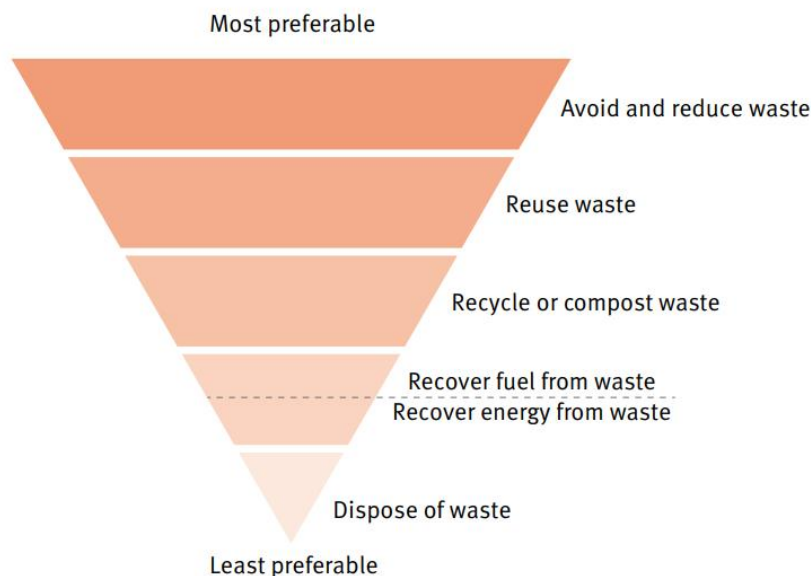 Most preferable
Avoid and reduce waste
Reuse waste
Recycle or compost waste
Recover fuel from waste
Recover energy from waste
Dispose of waste
Least preferable